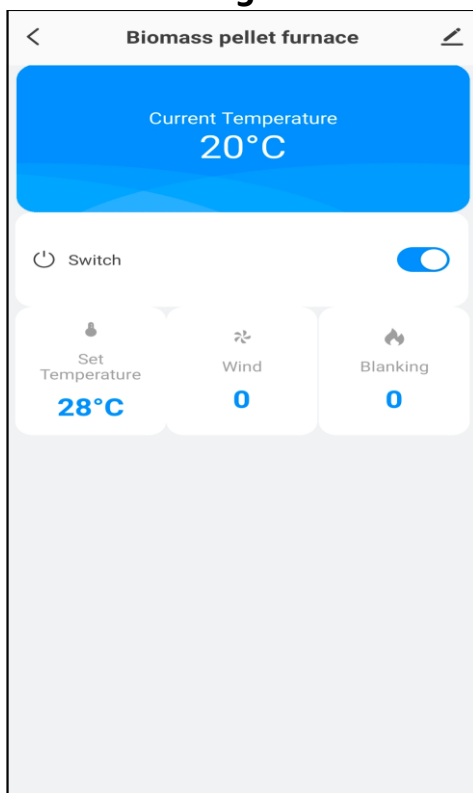 Biomass pellet furnace
Current Temperature
20°C
Switch
Set
Temperature
28°C
Wind
0
Blanking
0